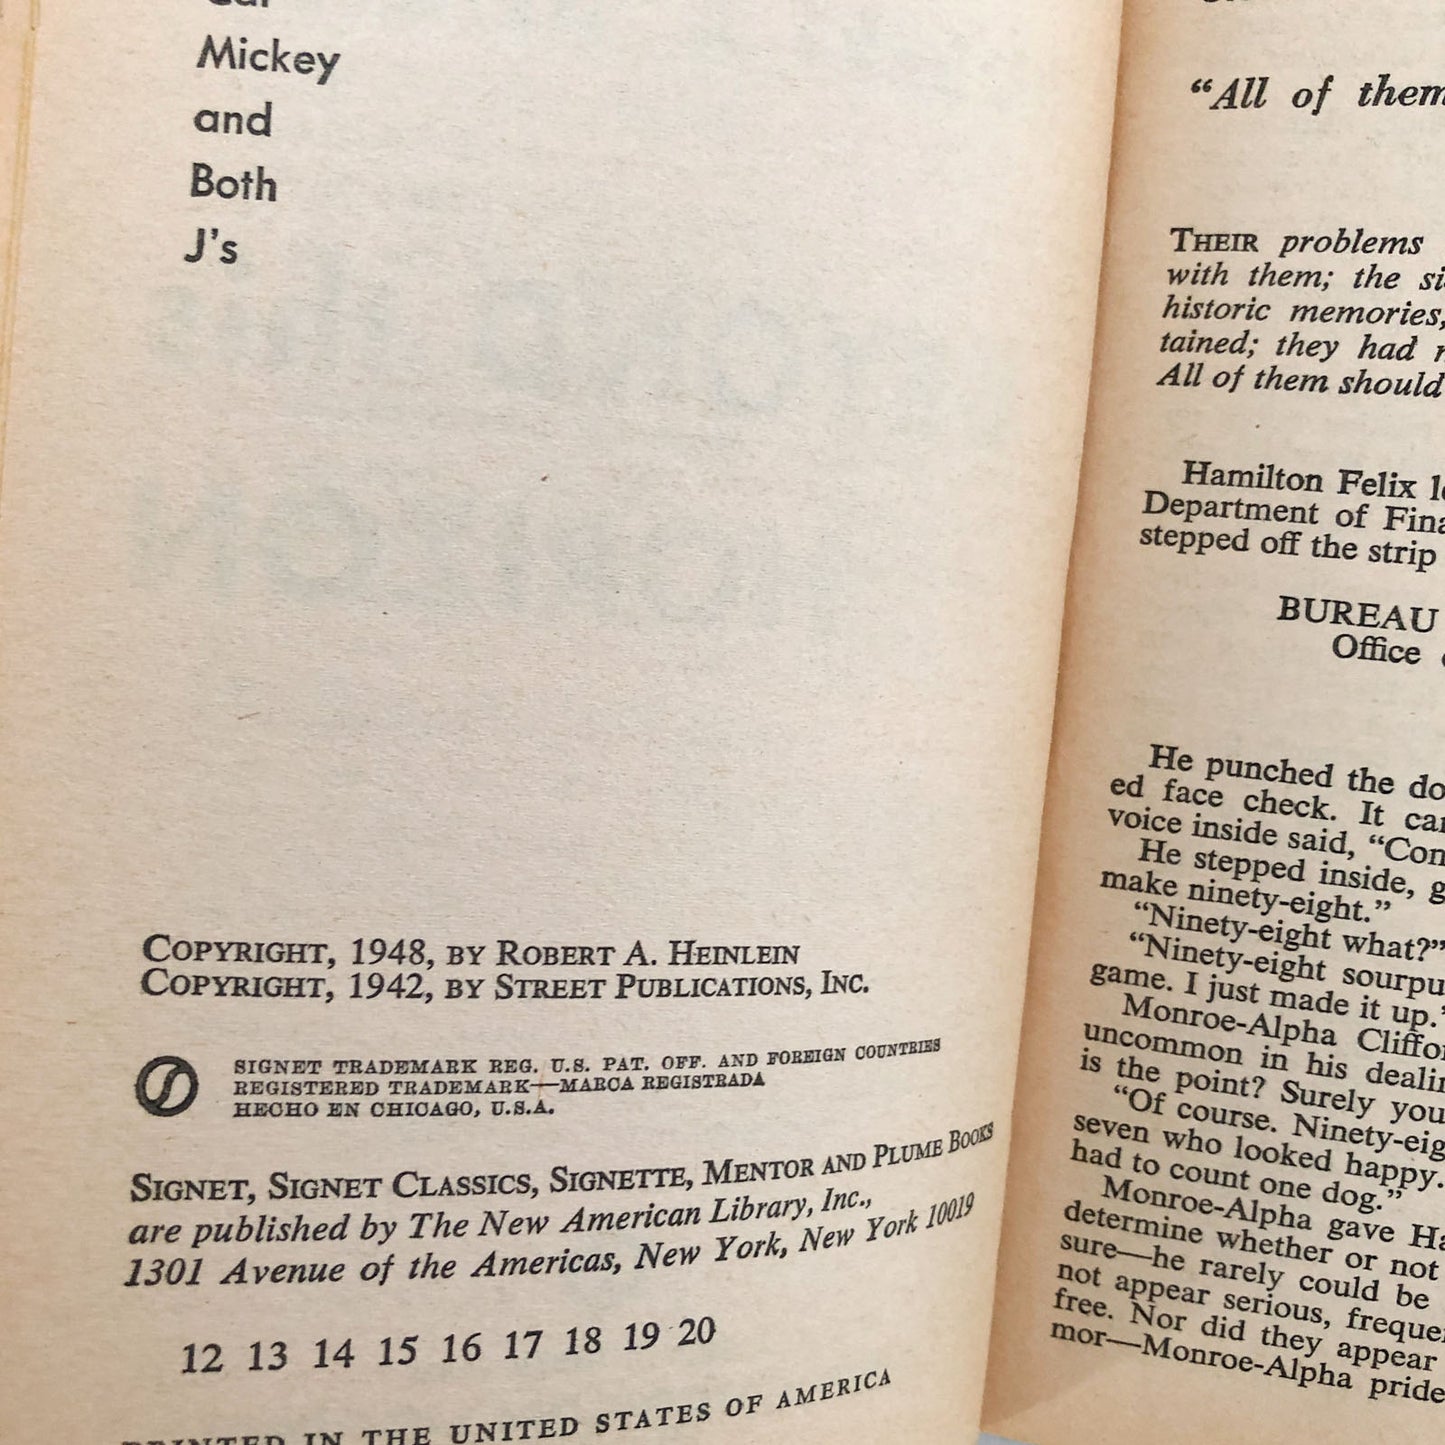 Mickey
and
Both
J's
COPYRIGHT, 1948, BY ROBERT A. HEINLEIN
COPYRIGHT, 1942, BY STREET PUBLICATIONS, INC.
SIGNET TRADEMARK REG. U.S. PAT. OFF. AND FOREIGN COUNTRIES
REGISTERED TRADEMARK—MARCA REGISTRADA
HECHO EN CHICAGO, U.S.A.
SIGNET, SIGNET CLASSICS, SIGNETTE, MENTOR AND PLUME BOOKS
are published by The New American Library, Inc.,
1301 Avenue of the Americas, New York, New York 10019
12 13 14 15 16 17 18 19 20
PRINTED IN THE UNITED STATES OF AMERICA
"All of them
THEIR problems
with them; the
historic memories,
tained; they had
All of them should
Hamilton Felix
Department of
stepped off the strip
BUREAU
Office
He punched the
ed face check. It
voice inside said,
He stepped inside,
make ninety-eight."
"Ninety-eight what?"
"Ninety-eight
game. I just made it up."
Monroe-Alpha
uncommon in his
is the point? Surely you
"Of course.
seven who looked happy.
had to count one dog."
Monroe-Alpha gave
determine whether or not
sure—he rarely could be
not appear serious,
free. Nor did they appear
mor—Monroe-Alpha